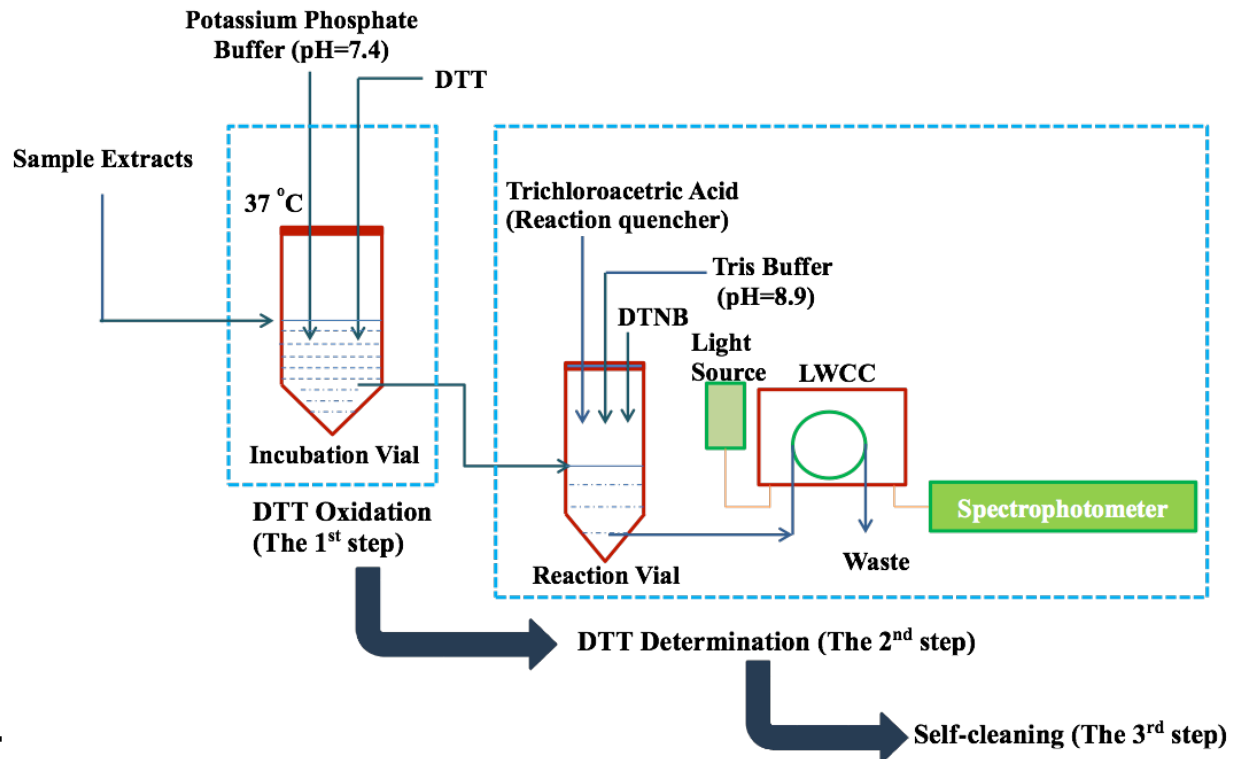 Potassium Phosphate
Buffer (pH=7.4)
DTT
Sample Extracts
37 °C
Incubation Vial
DTT Oxidation
(The 1st step)
Trichloroacetric Acid
(Reaction quencher)
Tris Buffer
(pH=8.9)
DTNB
Light
Source
LWCC
Spectrophotometer
Waste
Reaction Vial
DTT Determination (The 2nd step)
Self-cleaning (The 3rd step)